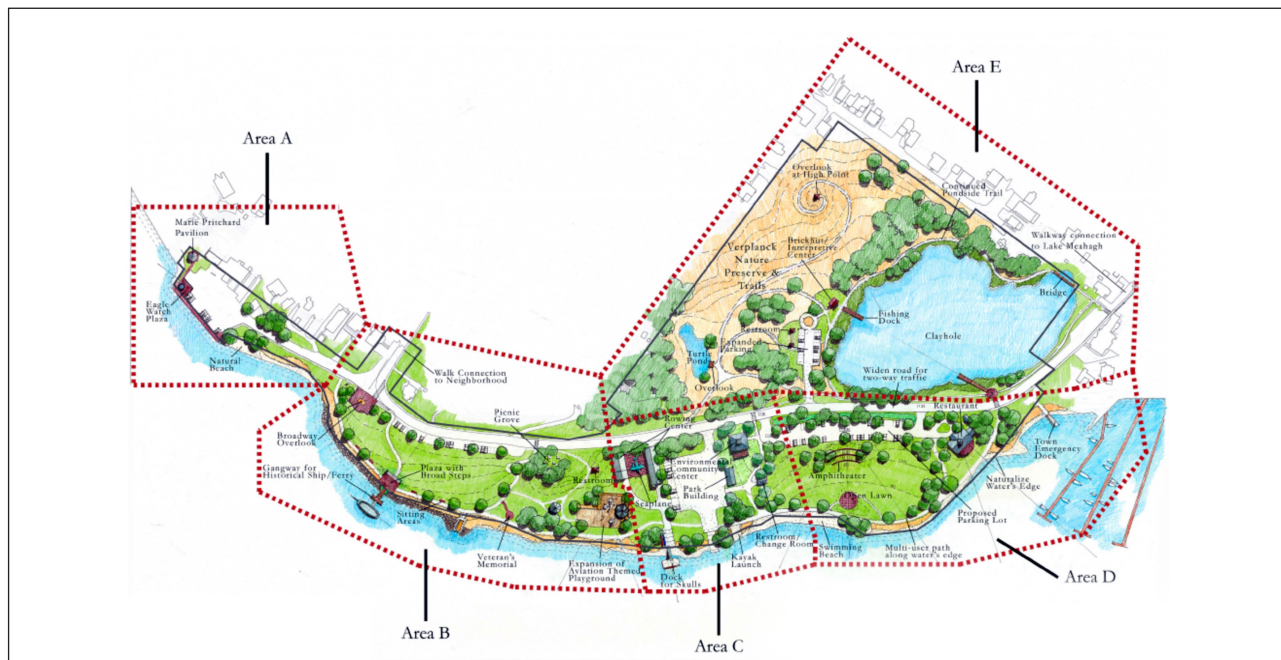 Area E
Area A
Overlook
at High Point
Continued
Pondside Trail
Marie Pritchard
Pavilion
Walkway connection
to Lake Meahagh
Brickhut/
Interpretive
Center
Verplanck
Nature
Preserve &
Trails
Bridge
Eagle
Watch
Plaza
Fishing
Dock
Restroom
Clayhole
Expanded
Parking
Natural
Beach
Turtle
Pond
Walk Connection
to Neighborhood
Widen road for
two-way traffic
Overlook
Restaurant
Picnic
Grove
Rowing
Center
Broadway
Overlook
Town
Emergency
Dock
Gangway for
Historical Ship/Ferry
Plaza with
Broad Steps
Environmental
Community
Center
Restroom
Park
Building
Amphitheater
Naturalize
Water's Edge
Seaplane
Open Lawn
Sitting
Areas
Proposed
Parking Lot
Veteran's
Memorial
Expansion of
Aviation Themed
Playground
Restroom/
Change Room
Swimming
Beach
Multi-user path
along water's edge
Kayak
Launch
Dock
for Skulls
Area D
Area B
Area C